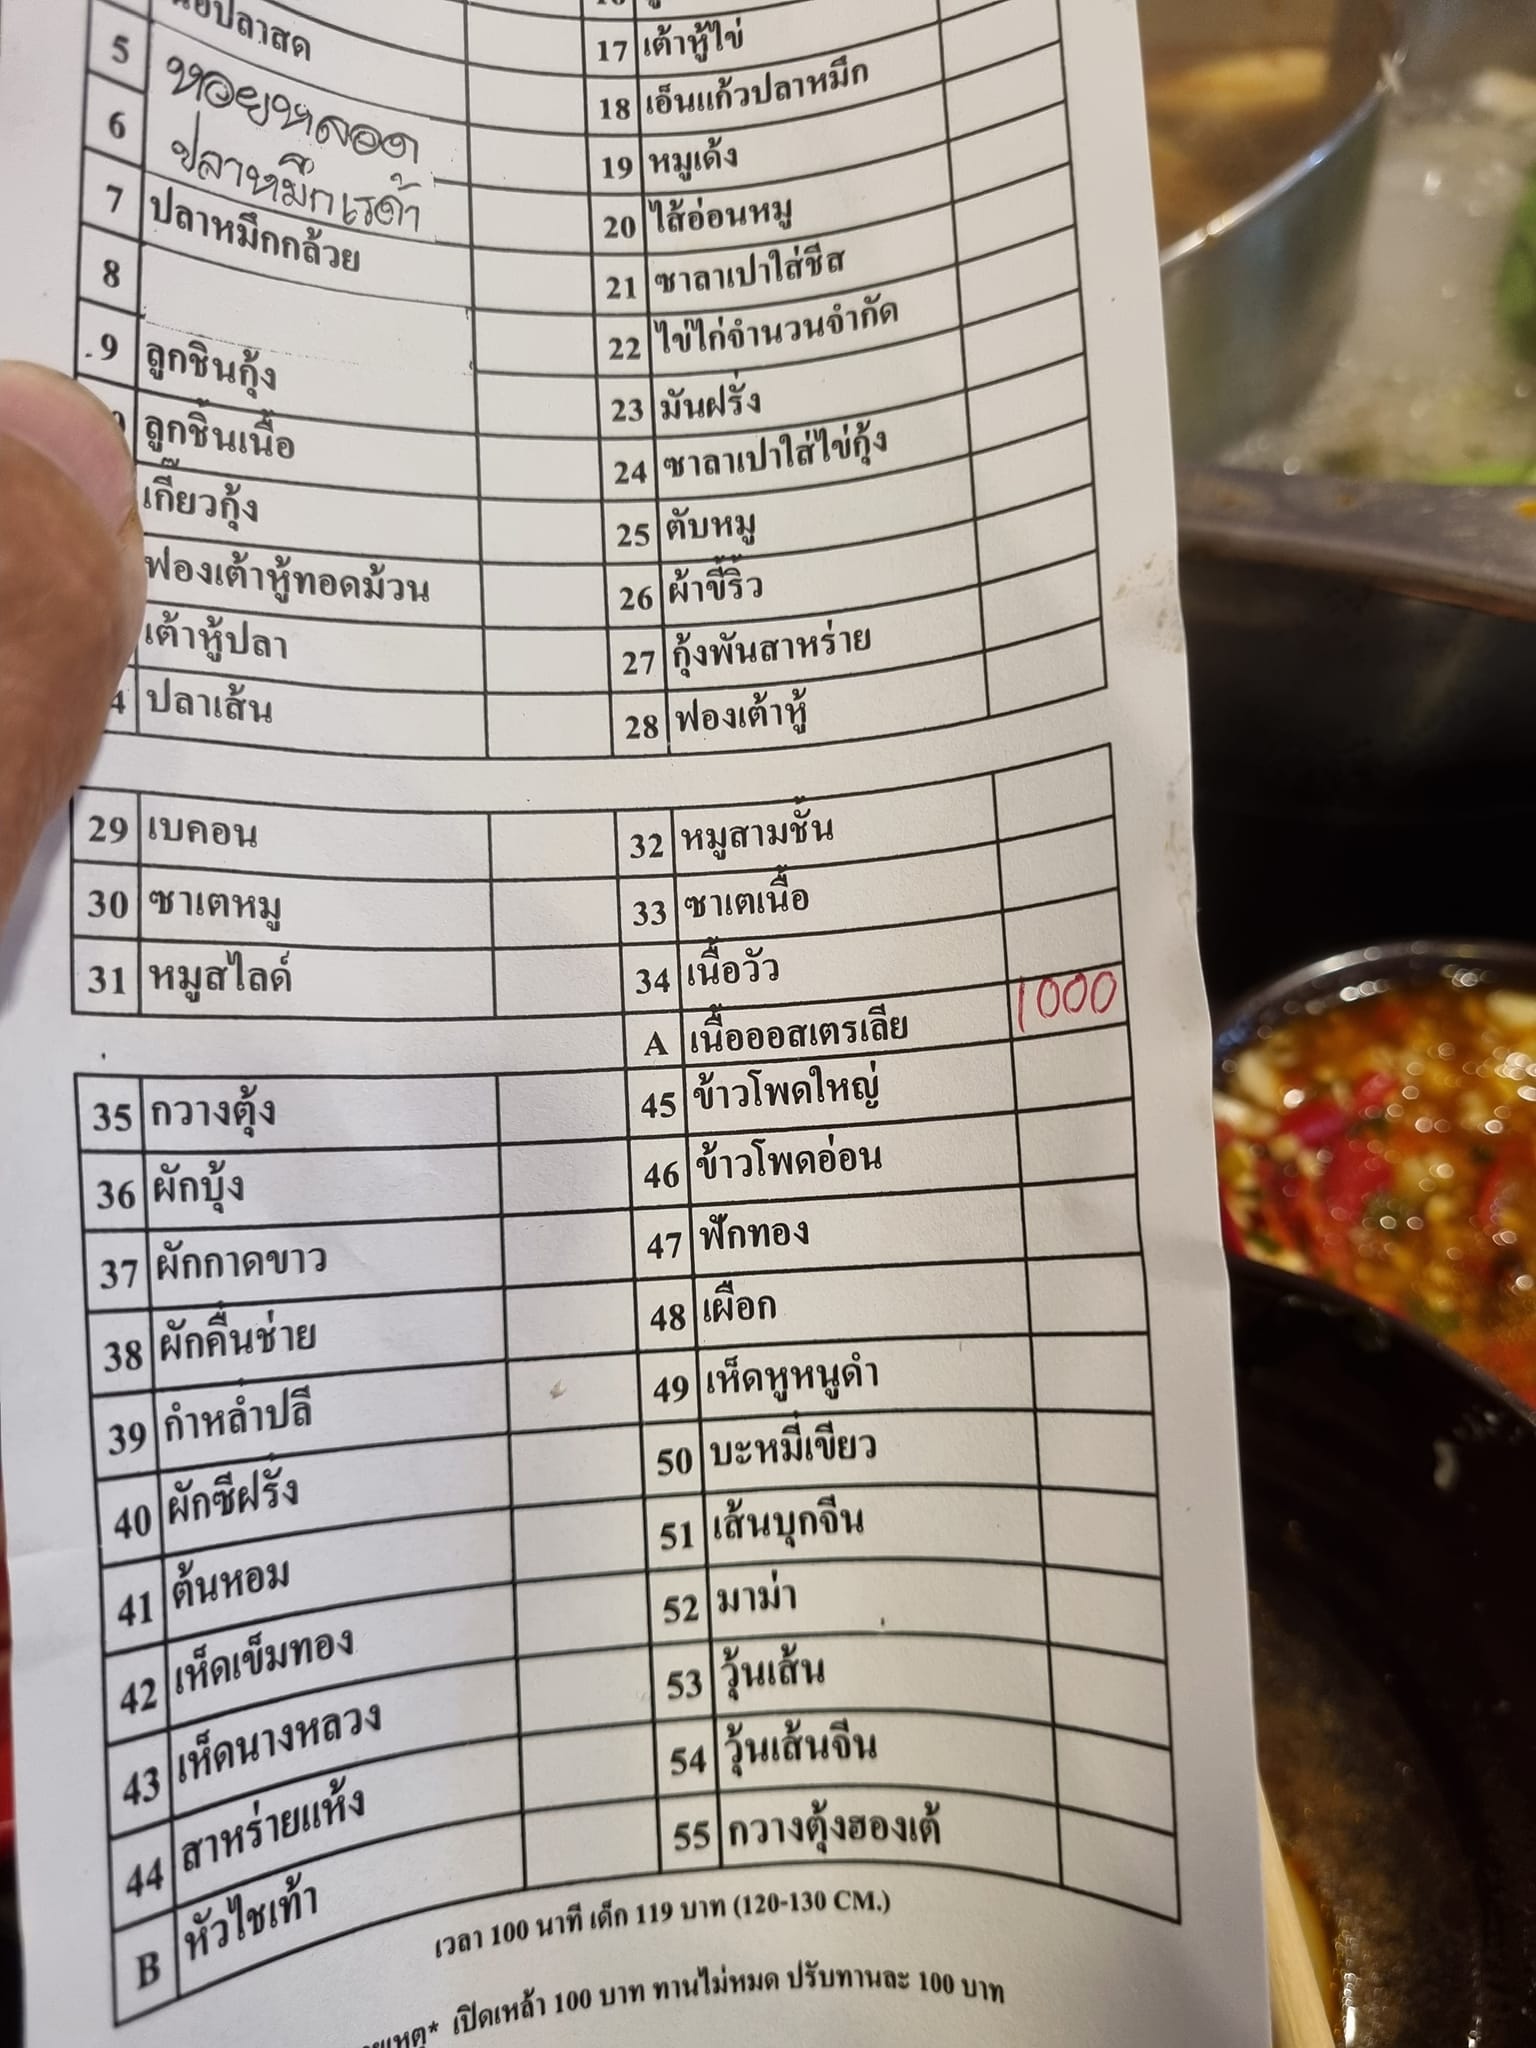 17 เต้าหู้ไข่
5 หอยหลอด 18 เอ็นแก้วปลาหมึก
6 ปลาหมึกเรด้า 19 หมูเด้ง
7 ปลาหมึกกล้วย 20 ไส้อ่อนหมู
8 21 ซาลาเปาใส่ชีส
9 ลูกชินกุ้ง 22 ไข่ไก่จำนวนจำกัด
ลูกชิ้นเนื้อ 23 มันฝรั่ง
เกี๊ยวกุ้ง 24 ซาลาเปาใส่ไข่กุ้ง
ฟองเต้าหู้ทอดม้วน 25 ตับหมู
เต้าหู้ปลา 26 ผ้าขี้ริ้ว
4 ปลาเส้น 27 กุ้งพันสาหร่าย
28 ฟองเต้าหู้
29 เบคอน 32 หมูสามชั้น
30 ซาเตหมู 33 ซาเตเนื้อ
31 หมูสไลด์ 34 เนื้อวัว
A เนื้อออสเตรเลีย 1000
35 กวางตุ้ง 45 ข้าวโพดใหญ่
36 ผักบุ้ง 46 ข้าวโพดอ่อน
37 ผักกาดขาว 47 ฟักทอง
38 ผักคื่นช่าย 48 เผือก
39 กำหล่ำปลี 49 เห็ดหูหนูดำ
40 ผักซีฝรั่ง 50 บะหมี่เขียว
41 ต้นหอม 51 เส้นบุกจีน
42 เห็ดเข็มทอง 52 มาม่า
43 เห็ดนางหลวง 53 วุ้นเส้น
44 สาหร่ายแห้ง 54 วุ้นเส้นจีน
B หัวไชเท้า 55 กวางตุ้งฮองเต้
เวลา 100 นาที เด็ก 119 บาท (120-130 CM.)
เปิดเหล้า 100 บาท ทานไม่หมด ปรับทานละ 100 บาท